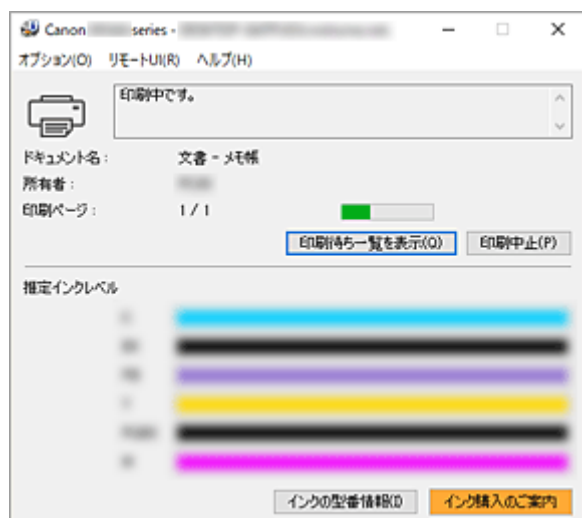 Canon series -
オプション(O) リモートUI(R) ヘルプ(H)
印刷中です。
ドキュメント名： 文書 - メモ帳
所有者：
印刷ページ： 1 / 1
印刷待ち一覧を表示(Q) 印刷中止(P)
推定インクレベル
インクの型番情報(I) インク購入のご案内